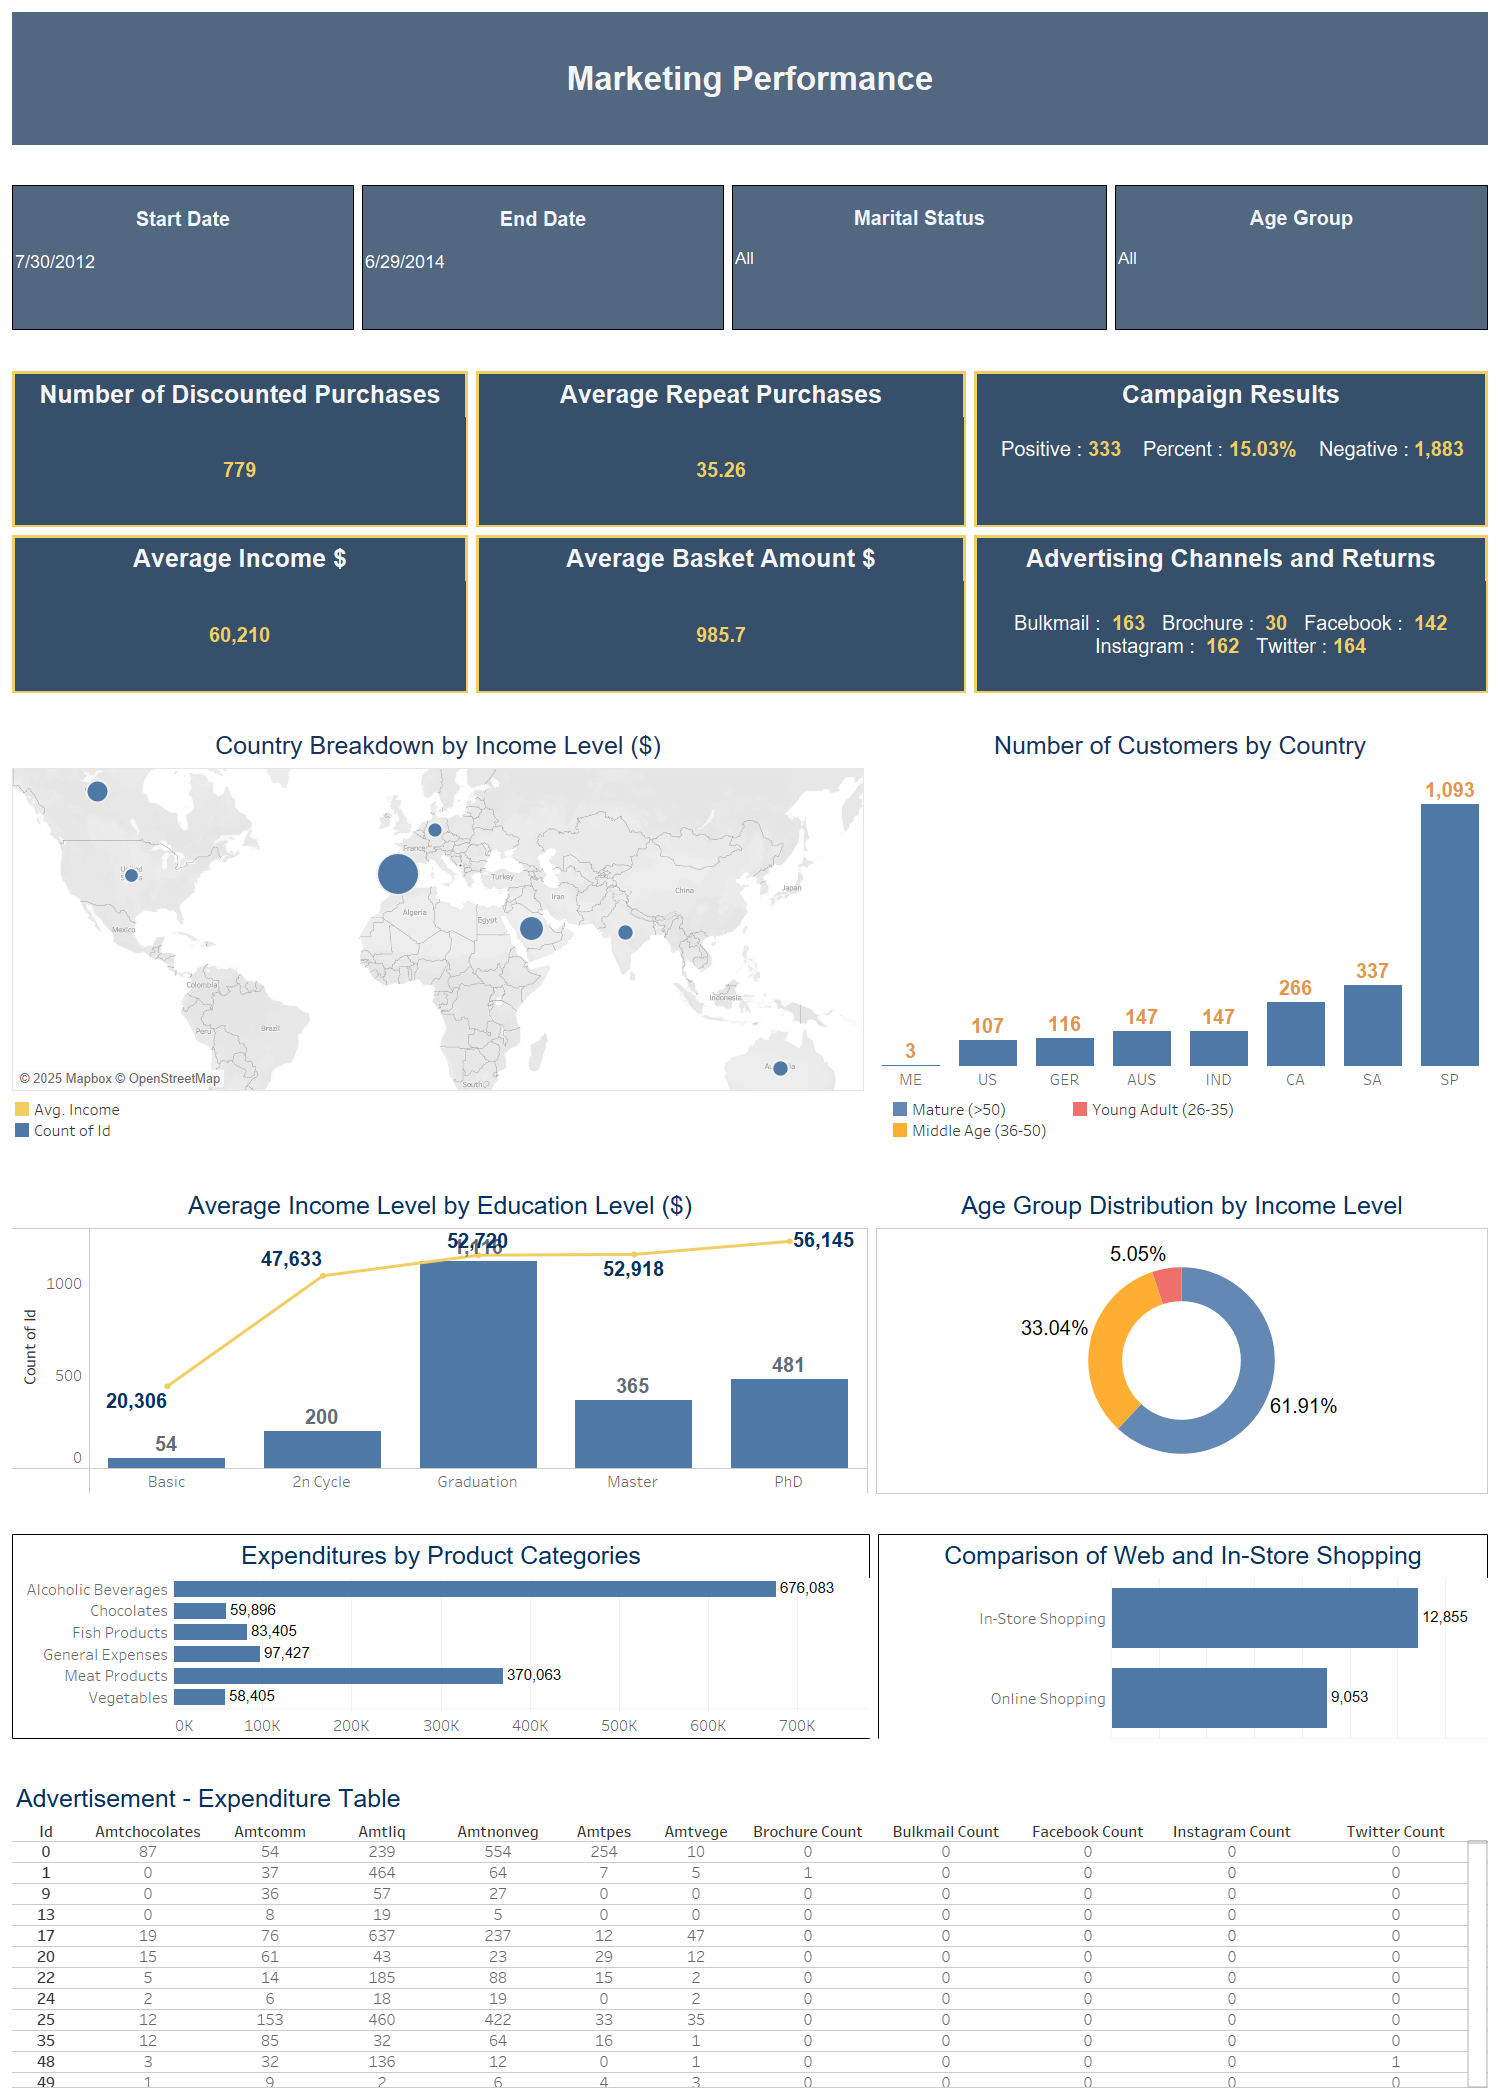 Marketing Performance
Start Date
7/30/2012
End Date
6/29/2014
Marital Status
All
Age Group
All
Number of Discounted Purchases
779
Average Repeat Purchases
35.26
Campaign Results
Positive : 333 Percent : 15.03% Negative : 1,883
Average Income $
60,210
Average Basket Amount $
985.7
Advertising Channels and Returns
Bulkmail : 163 Brochure : 30 Facebook : 142
Instagram : 162 Twitter : 164
Country Breakdown by Income Level ($)
France
Turkey
Iran
China
Japan
Algeria
Egypt
Mexico
Colombia
Peru
Brazil
Indonesia
South
© 2025 Mapbox © OpenStreetMap
Avg. Income
Count of Id
Number of Customers by Country
1,093
337
266
147
147
116
107
3
ME US GER AUS IND CA SA SP
Mature (>50) Young Adult (26-35)
Middle Age (36-50)
Average Income Level by Education Level ($)
Count of Id
1000
500
0
20,306
47,633
52,720
1,116
52,918
56,145
54
200
365
481
Basic 2n Cycle Graduation Master PhD
Age Group Distribution by Income Level
5.05%
33.04%
61.91%
Expenditures by Product Categories
Alcoholic Beverages 676,083
Chocolates 59,896
Fish Products 83,405
General Expenses 97,427
Meat Products 370,063
Vegetables 58,405
0K 100K 200K 300K 400K 500K 600K 700K
Comparison of Web and In-Store Shopping
In-Store Shopping 12,855
Online Shopping 9,053
Advertisement - Expenditure Table
Id Amtchocolates Amtcomm Amtliq Amtnonveg Amtpes Amtvege Brochure Count Bulkmail Count Facebook Count Instagram Count Twitter Count
0 87 54 239 554 254 10 0 0 0 0 0
1 0 37 464 64 7 5 1 0 0 0 0
9 0 36 57 27 0 0 0 0 0 0 0
13 0 8 19 5 0 0 0 0 0 0 0
17 19 76 637 237 12 47 0 0 0 0 0
20 15 61 43 23 29 12 0 0 0 0 0
22 5 14 185 88 15 2 0 0 0 0 0
24 2 6 18 19 0 2 0 0 0 0 0
25 12 153 460 422 33 35 0 0 0 0 0
35 12 85 32 64 16 1 0 0 0 0 0
48 3 32 136 12 0 1 0 0 0 0 1
49 1 9 2 6 4 3 0 0 0 0 0